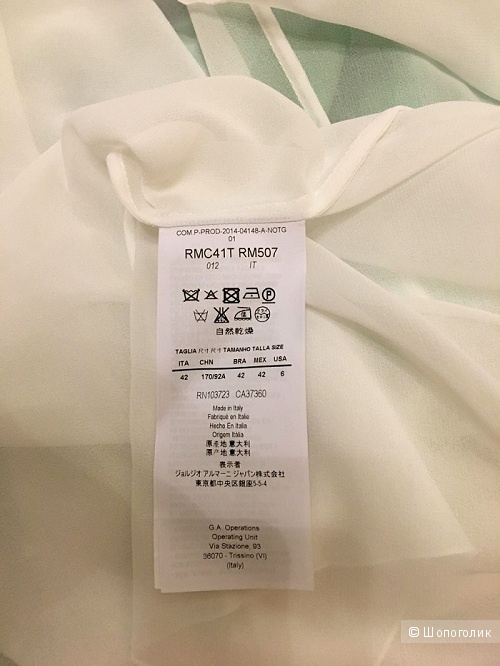 COM.P-PROD-2014-04148-A-NOTG
01
RMC41T RM507
012 IT
自然乾燥
TAGLIA 尺寸 尺寸 TAMANHO TALLA SIZE
ITA CHN BRA MEX USA
42 170/92A 42 42 6
RN103723 CA37360
Made in Italy
Fabriqué en Italie
Hecho En Italia
Origem Itália
原產地 意大利
原产地 意大利
表示者
ジョルジオ アルマーニ ジャパン株式会社
東京都中央区銀座5-5-4
G.A. Operations
Operating Unit
Via Stazione, 93
36070 - Trissino (VI)
(Italy)
© Шопоголик